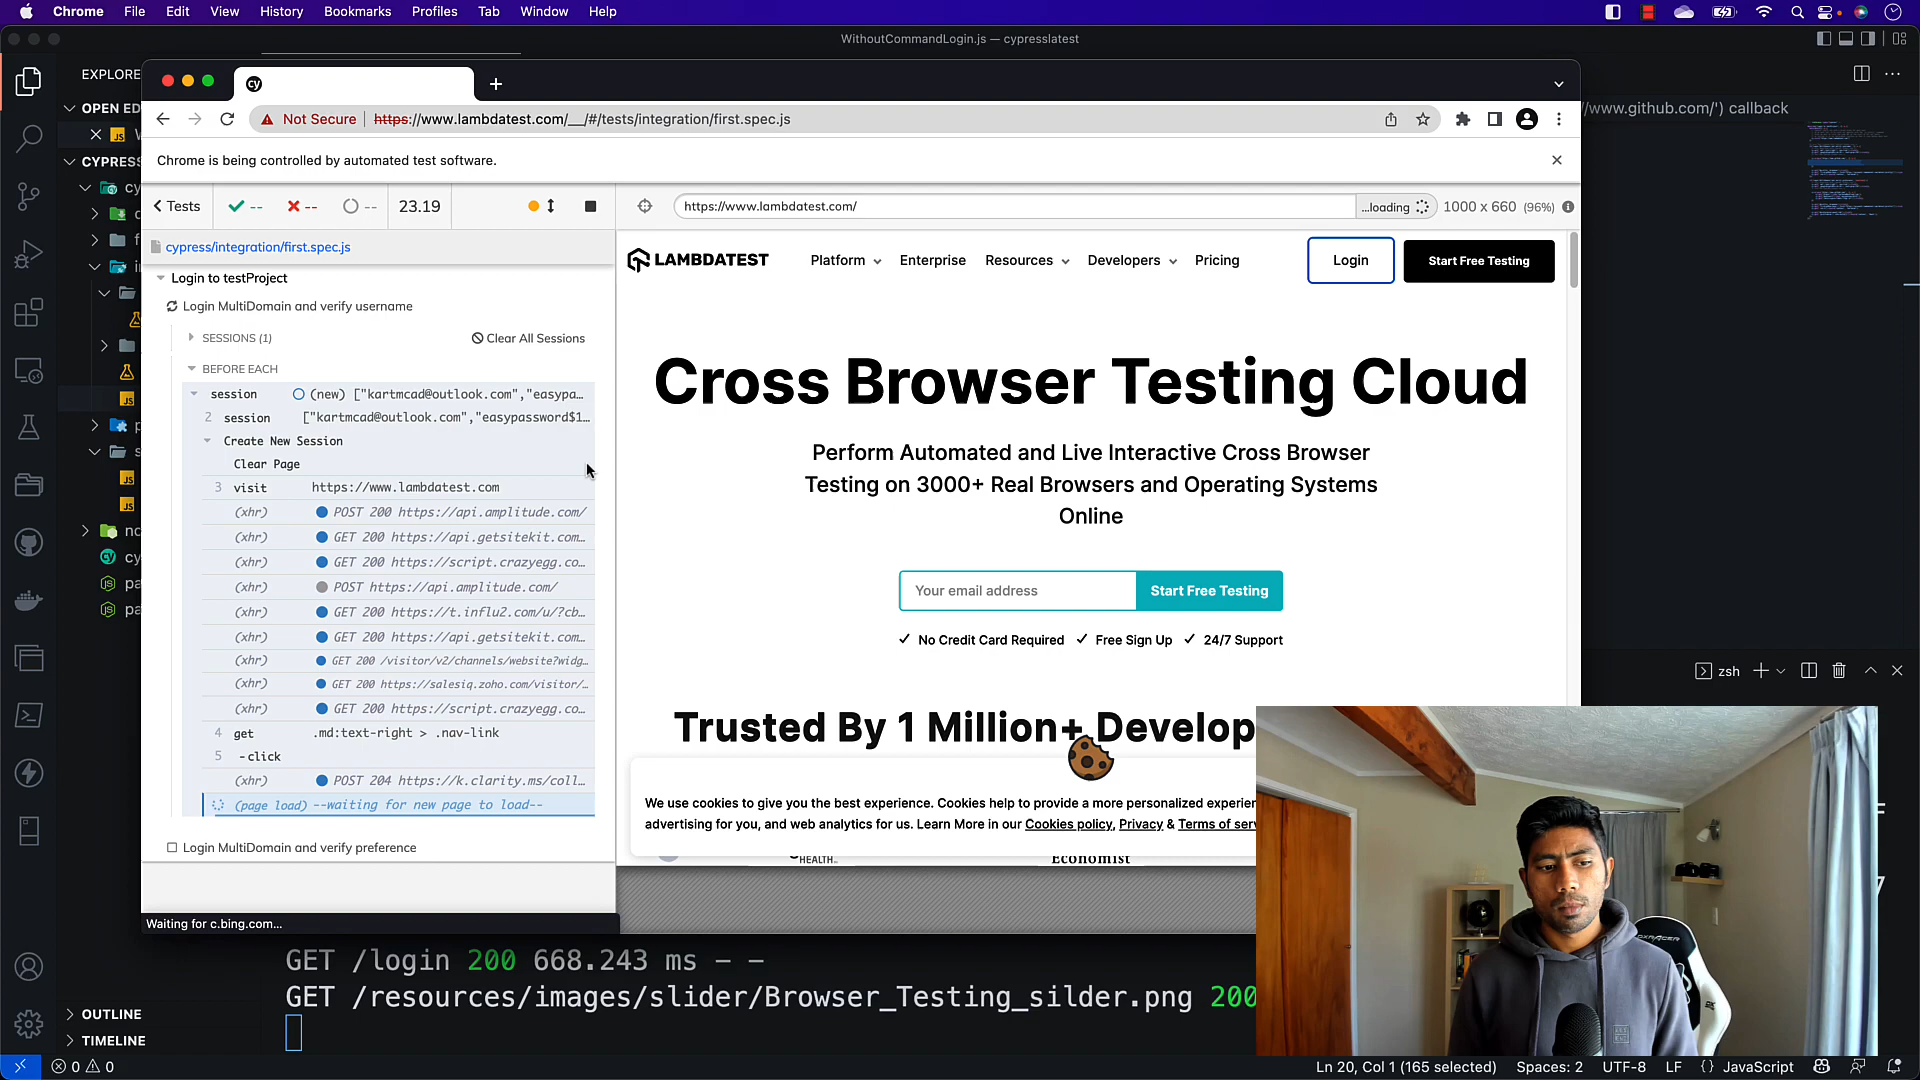 Chrome File Edit View History Bookmarks Profiles Tab Window Help
WithoutCommandLogin.js — cypresslatest
EXPLORE
OPEN ED
CYPRESS
//www.github.com/') callback
Not Secure https://www.lambdatest.com/__/#/tests/integration/first.spec.js
Chrome is being controlled by automated test software.
Tests -- -- -- 23.19
https://www.lambdatest.com/ ...loading 1000 x 660 (96%)
cypress/integration/first.spec.js
Login to testProject
Login MultiDomain and verify username
SESSIONS (1) Clear All Sessions
BEFORE EACH
session (new) ["kartmcad@outlook.com","easypa...
2 session ["kartmcad@outlook.com","easypassword$1...
Create New Session
Clear Page
3 visit https://www.lambdatest.com
(xhr) POST 200 https://api.amplitude.com/
(xhr) GET 200 https://api.getsitekit.com...
(xhr) GET 200 https://script.crazyegg.co...
(xhr) POST https://api.amplitude.com/
(xhr) GET 200 https://t.influ2.com/u/?cb...
(xhr) GET 200 https://api.getsitekit.com...
(xhr) GET 200 /visitor/v2/channels/website?widg...
(xhr) GET 200 https://salesiq.zoho.com/visitor/...
(xhr) GET 200 https://script.crazyegg.co...
4 get .md:text-right > .nav-link
5 -click
(xhr) POST 204 https://k.clarity.ms/coll...
(page load) --waiting for new page to load--
Login MultiDomain and verify preference
Waiting for c.bing.com...
LAMBDATEST Platform Enterprise Resources Developers Pricing Login Start Free Testing
Cross Browser Testing Cloud
Perform Automated and Live Interactive Cross Browser
Testing on 3000+ Real Browsers and Operating Systems
Online
Your email address Start Free Testing
No Credit Card Required Free Sign Up 24/7 Support
Trusted By 1 Million+ Develop
We use cookies to give you the best experience. Cookies help to provide a more personalized experien
advertising for you, and web analytics for us. Learn More in our Cookies policy, Privacy & Terms of serv
HEALTH
Economist
zsh
GET /login 200 668.243 ms - -
GET /resources/images/slider/Browser_Testing_silder.png 200
OUTLINE
TIMELINE
0 0 Ln 20, Col 1 (165 selected) Spaces: 2 UTF-8 LF {} JavaScript